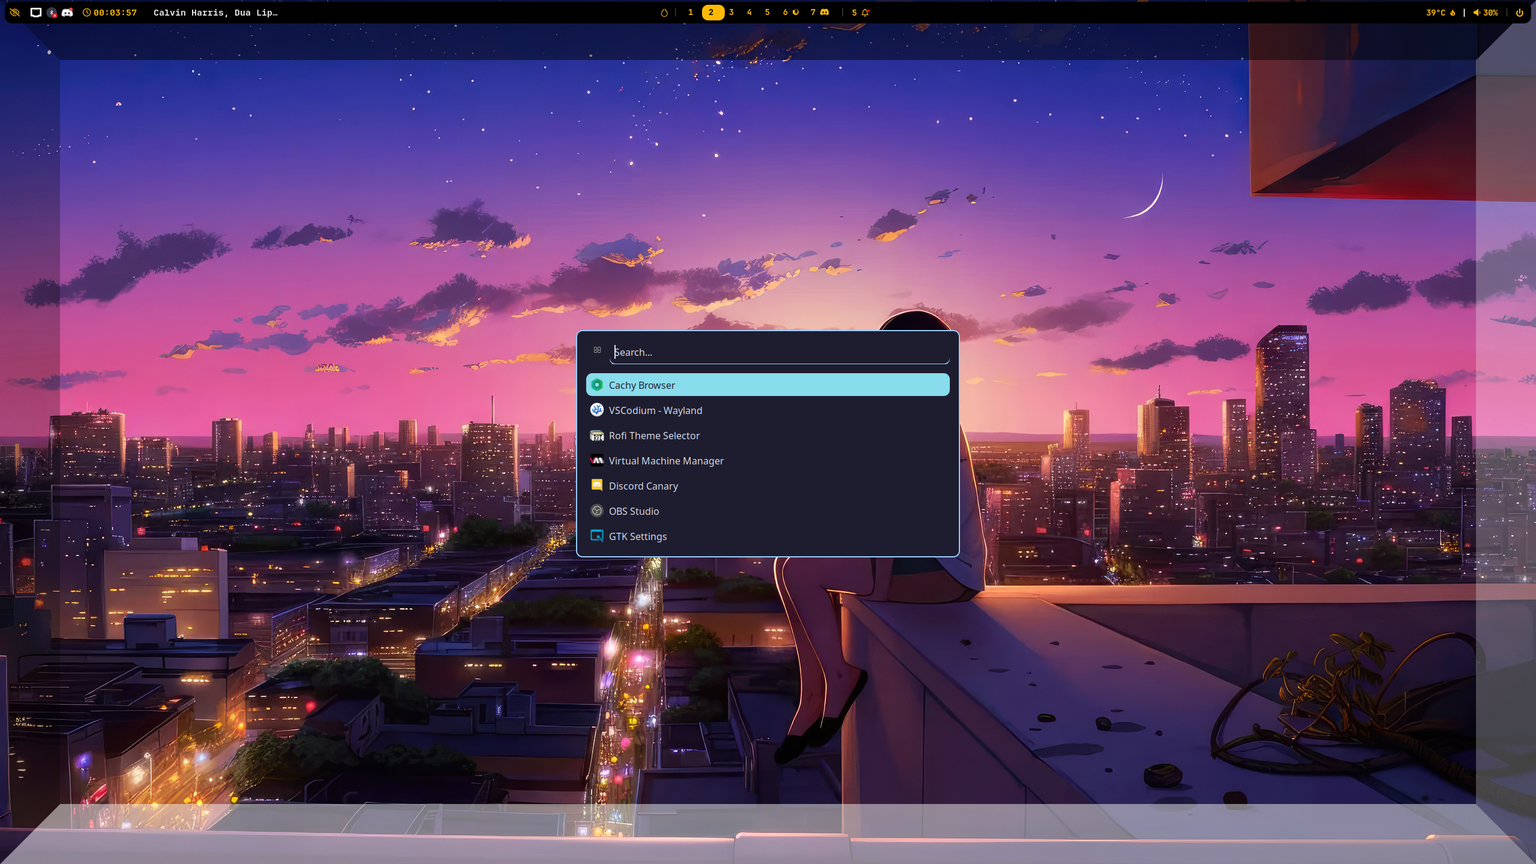 00:03:57 Calvin Harris, Dua Lip… 1 2 3 4 5 6 7 5 39°C 30%
Search...
Cachy Browser
VSCodium - Wayland
Rofi Theme Selector
Virtual Machine Manager
Discord Canary
OBS Studio
GTK Settings